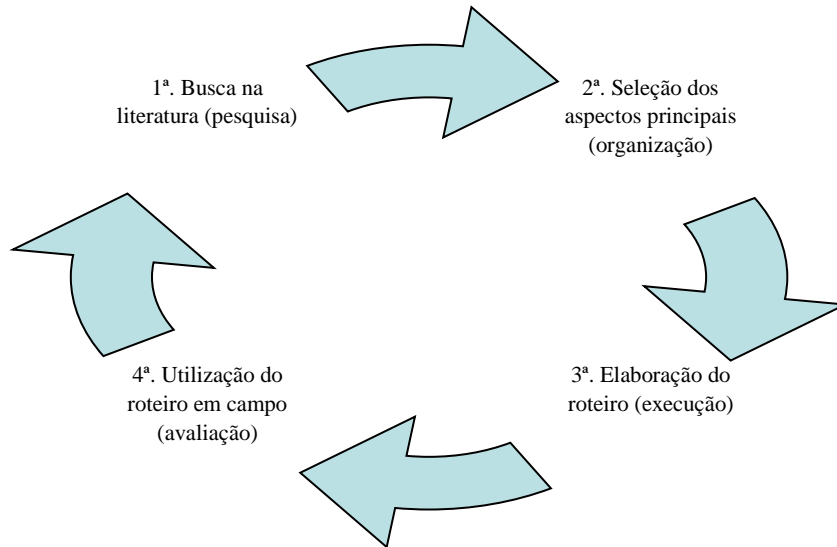 1ª. Busca na
literatura (pesquisa)
2ª. Seleção dos
aspectos principais
(organização)
3ª. Elaboração do
roteiro (execução)
4ª. Utilização do
roteiro em campo
(avaliação)